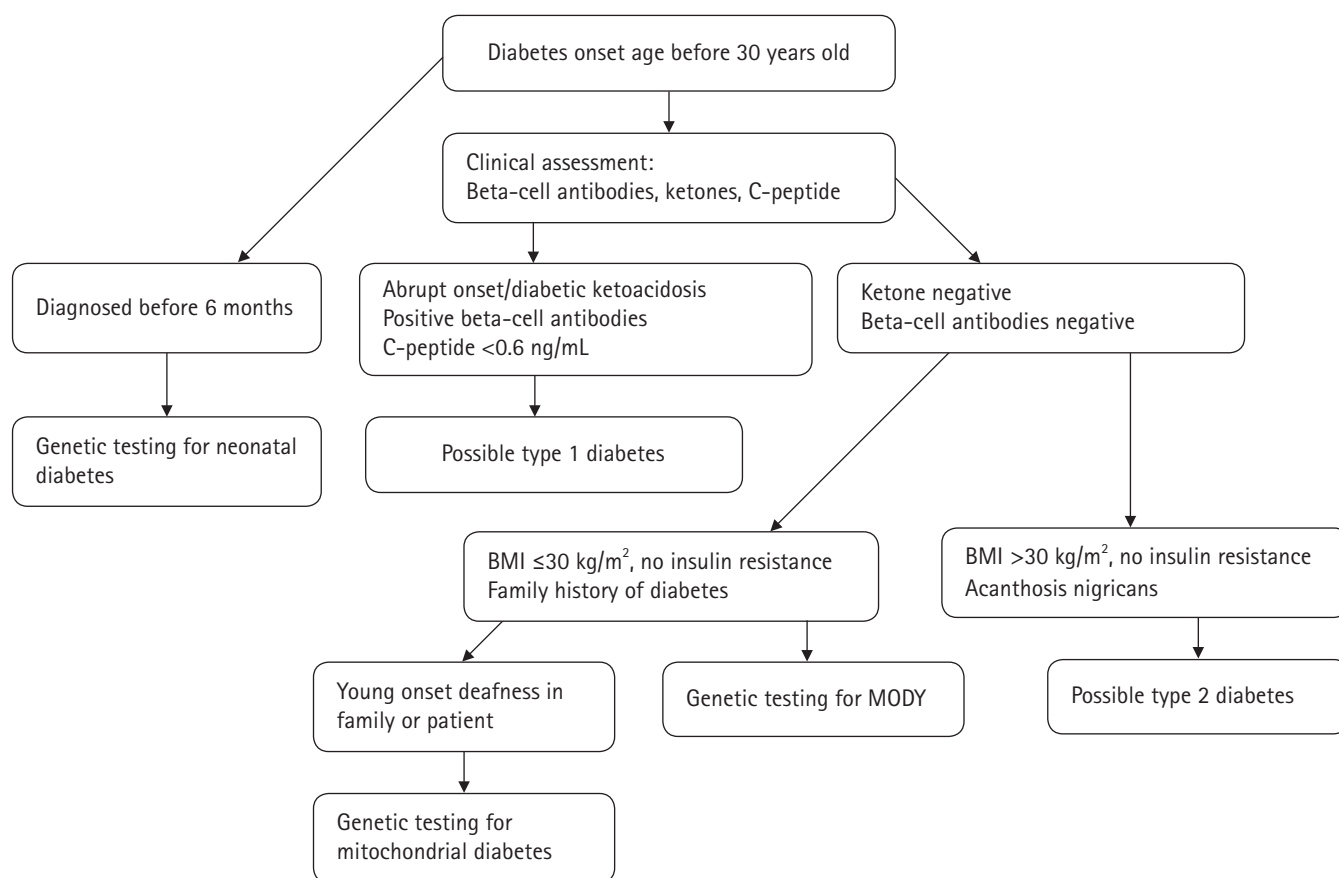 Diabetes onset age before 30 years old
Clinical assessment:
Beta-cell antibodies, ketones, C-peptide
Diagnosed before 6 months
Abrupt onset/diabetic ketoacidosis
Positive beta-cell antibodies
C-peptide <0.6 ng/mL
Ketone negative
Beta-cell antibodies negative
Genetic testing for neonatal
diabetes
Possible type 1 diabetes
BMI ≤30 kg/m², no insulin resistance
Family history of diabetes
BMI >30 kg/m², no insulin resistance
Acanthosis nigricans
Young onset deafness in
family or patient
Genetic testing for MODY
Possible type 2 diabetes
Genetic testing for
mitochondrial diabetes